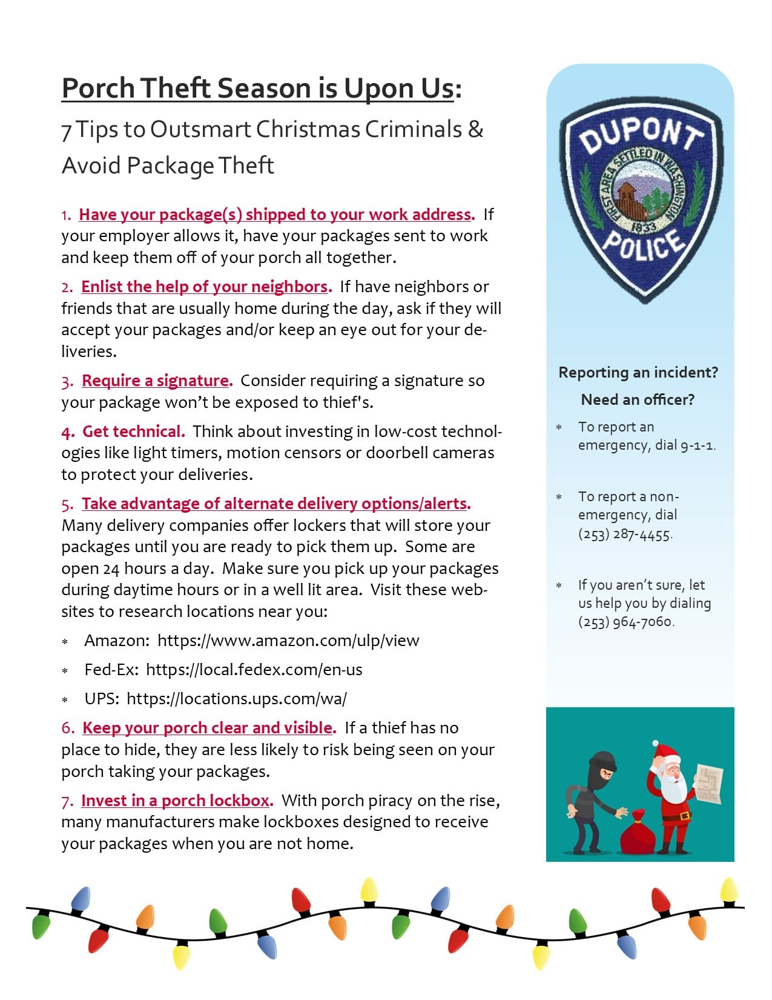 Porch Theft Season is Upon Us:
7 Tips to Outsmart Christmas Criminals &
Avoid Package Theft
1. Have your package(s) shipped to your work address. If
your employer allows it, have your packages sent to work
and keep them off of your porch all together.
2. Enlist the help of your neighbors. If have neighbors or
friends that are usually home during the day, ask if they will
accept your packages and/or keep an eye out for your de-
liveries.
3. Require a signature. Consider requiring a signature so
your package won’t be exposed to thief's.
4. Get technical. Think about investing in low-cost technol-
ogies like light timers, motion censors or doorbell cameras
to protect your deliveries.
5. Take advantage of alternate delivery options/alerts.
Many delivery companies offer lockers that will store your
packages until you are ready to pick them up. Some are
open 24 hours a day. Make sure you pick up your packages
during daytime hours or in a well lit area. Visit these web-
sites to research locations near you:
* Amazon: https://www.amazon.com/ulp/view
* Fed-Ex: https://local.fedex.com/en-us
* UPS: https://locations.ups.com/wa/
6. Keep your porch clear and visible. If a thief has no
place to hide, they are less likely to risk being seen on your
porch taking your packages.
7. Invest in a porch lockbox. With porch piracy on the rise,
many manufacturers make lockboxes designed to receive
your packages when you are not home.
DUPONT
FIRST AREA SETTLED IN WASHINGTON
1833
POLICE
Reporting an incident?
Need an officer?
* To report an
emergency, dial 9-1-1.
* To report a non-
emergency, dial
(253) 287-4455.
* If you aren’t sure, let
us help you by dialing
(253) 964-7060.